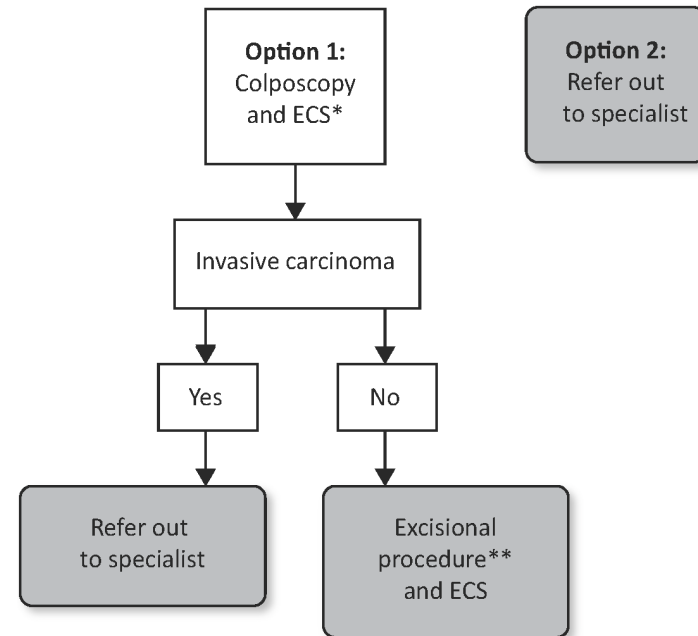 Option 1:
Colposcopy
and ECS*
Option 2:
Refer out
to specialist
Invasive carcinoma
Yes
No
Refer out
to specialist
Excisional
procedure**
and ECS